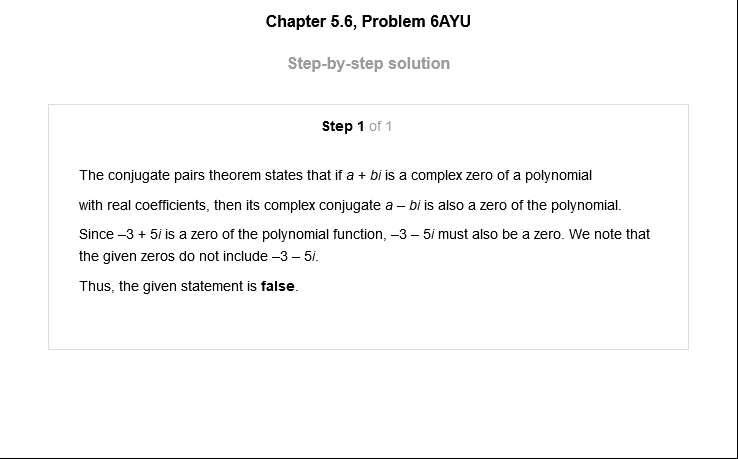 Chapter 5.6, Problem 6AYU
Step-by-step solution
Step 1 of 1
The conjugate pairs theorem states that if a + bi is a complex zero of a polynomial
with real coefficients, then its complex conjugate a – bi is also a zero of the polynomial.
Since –3 + 5i is a zero of the polynomial function, –3 – 5i must also be a zero. We note that
the given zeros do not include –3 – 5i.
Thus, the given statement is false.